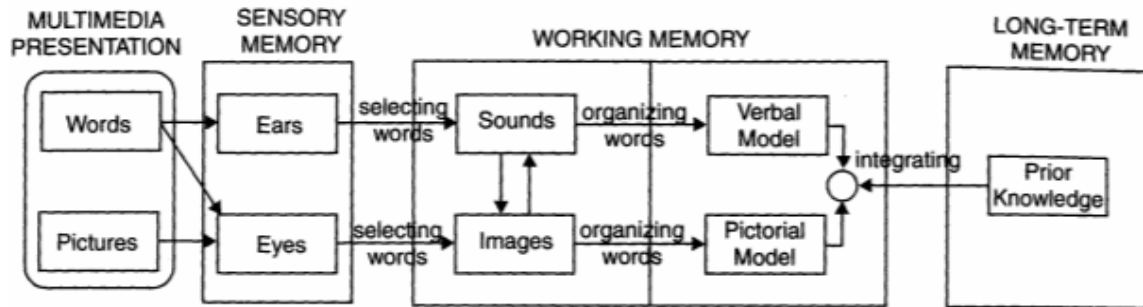 MULTIMEDIA
PRESENTATION
SENSORY
MEMORY
WORKING MEMORY
LONG-TERM
MEMORY
Words
Ears
selecting
words
Sounds
organizing
words
Verbal
Model
integrating
Prior
Knowledge
Pictures
Eyes
selecting
words
Images
organizing
words
Pictorial
Model